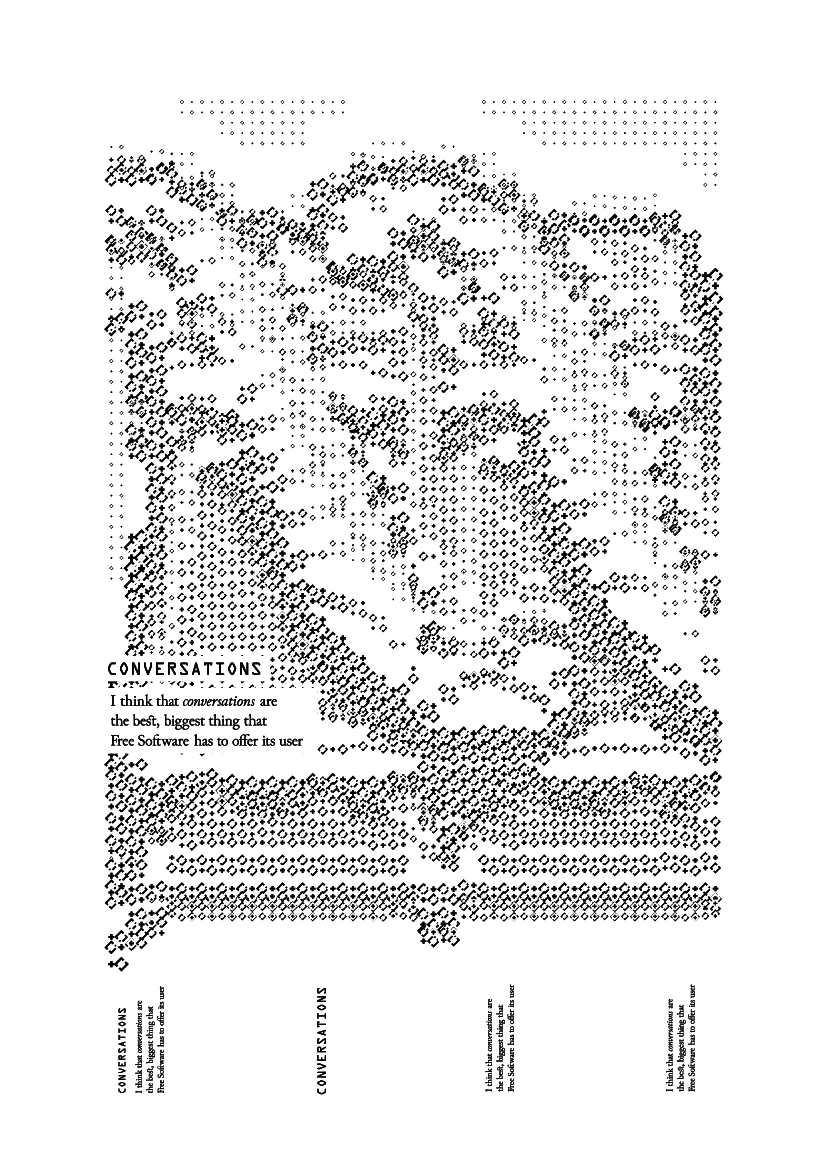 CONVERSATIONS
I think that conversations are
the best, biggest thing that
Free Software has to offer its user
CONVERSATIONS
I think that conversations are
the best, biggest thing that
Free Software has to offer its user
CONVERSATIONS
I think that conversations are
the best, biggest thing that
Free Software has to offer its user
I think that conversations are
the best, biggest thing that
Free Software has to offer its user